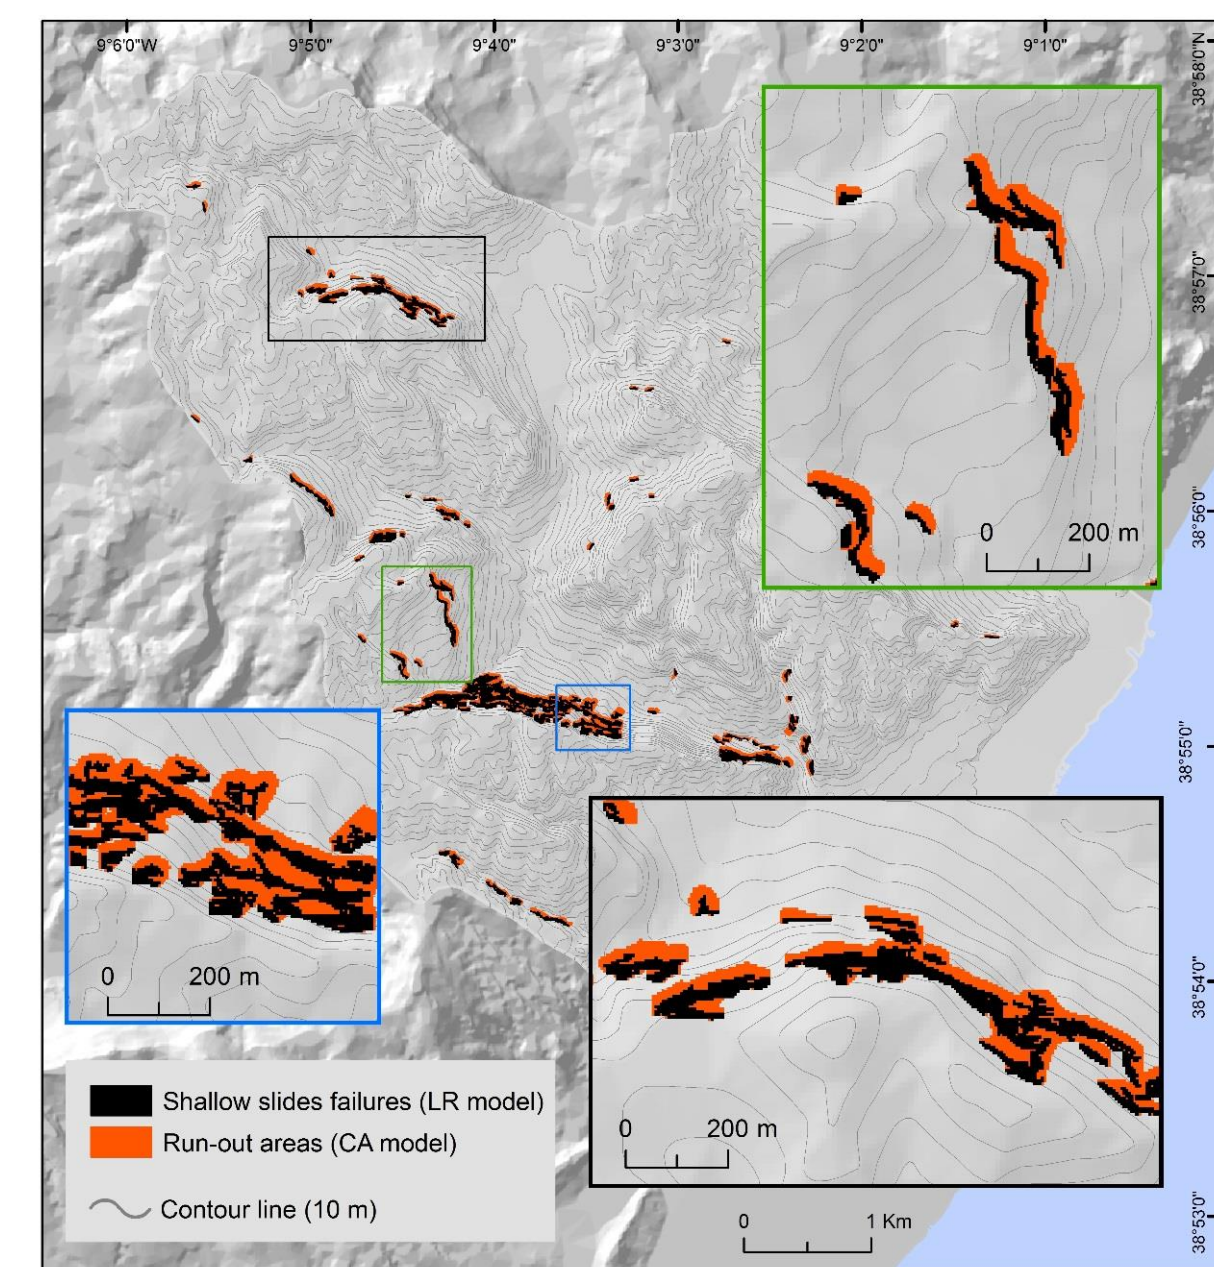 9°6'0"W 9°5'0" 9°4'0" 9°3'0" 9°2'0" 9°1'0"
38°58'0"N
38°57'0"
38°56'0"
0 200 m
38°55'0"
0 200 m
38°54'0"
0 200 m
Shallow slides failures (LR model)
Run-out areas (CA model)
Contour line (10 m)
0 1 Km
38°53'0"